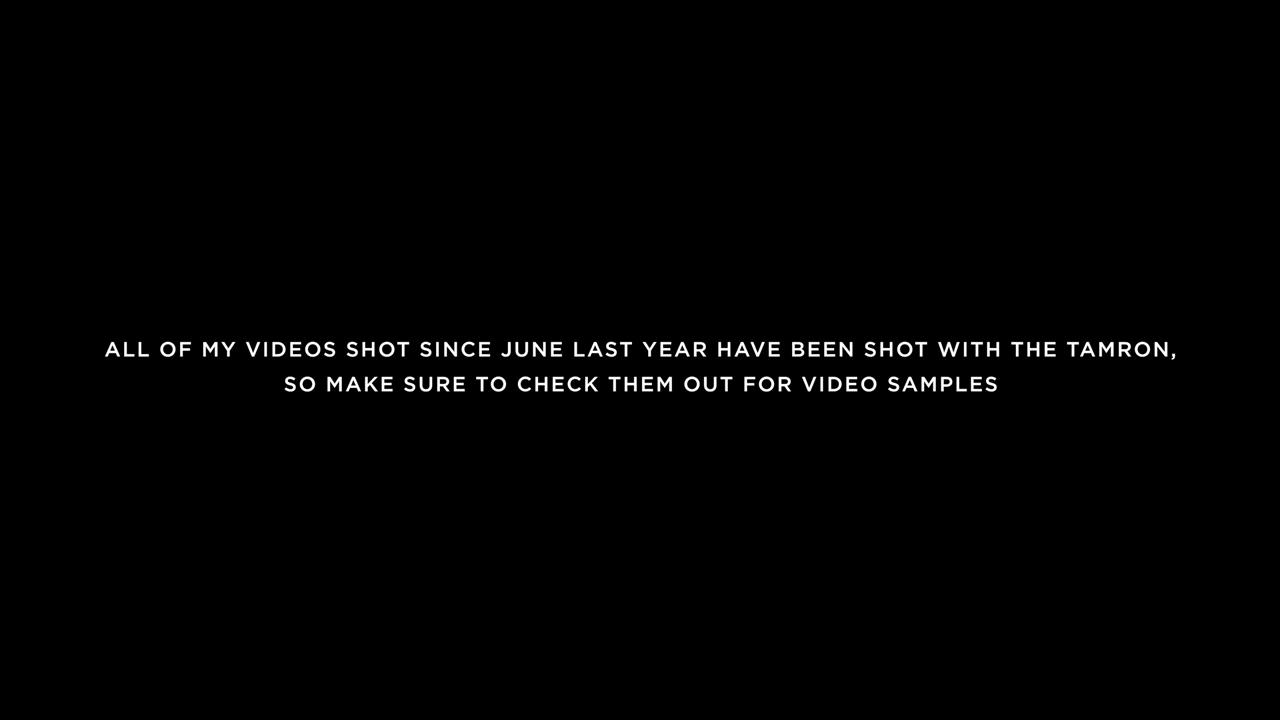 ALL OF MY VIDEOS SHOT SINCE JUNE LAST YEAR HAVE BEEN SHOT WITH THE TAMRON,
SO MAKE SURE TO CHECK THEM OUT FOR VIDEO SAMPLES